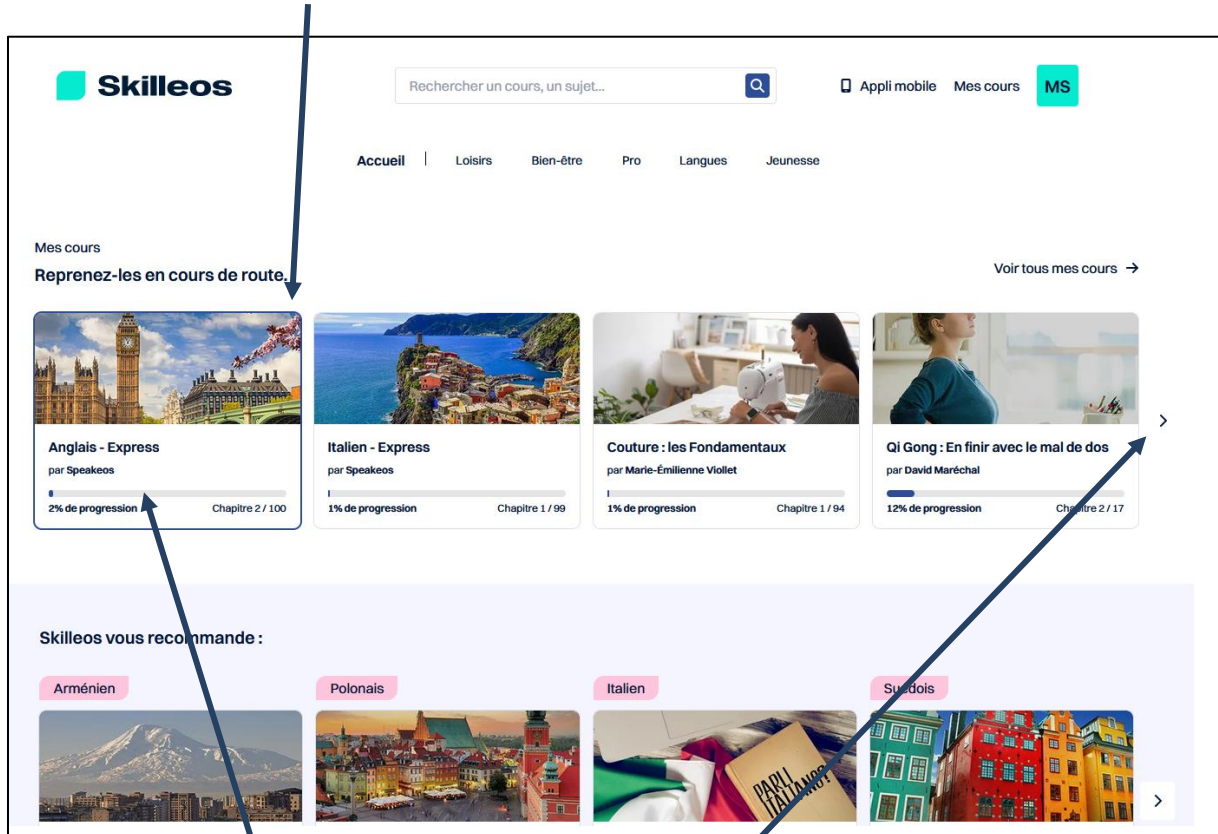 Skilleos
Rechercher un cours, un sujet...
Appli mobile Mes cours MS
Accueil | Loisirs Bien-être Pro Langues Jeunesse
Mes cours
Reprenez-les en cours de route.
Voir tous mes cours →
Anglais - Express
par Speakeos
2% de progression Chapitre 2 / 100
Italien - Express
par Speakeos
1% de progression Chapitre 1 / 99
Couture : les Fondamentaux
par Marie-Émilienne Viollet
1% de progression Chapitre 1 / 94
Qi Gong : En finir avec le mal de dos
par David Maréchal
12% de progression Chapitre 2 / 17
Skilleos vous recommande :
Arménien
Polonais
Italien
Suédois
PARLI
ITALIANO?